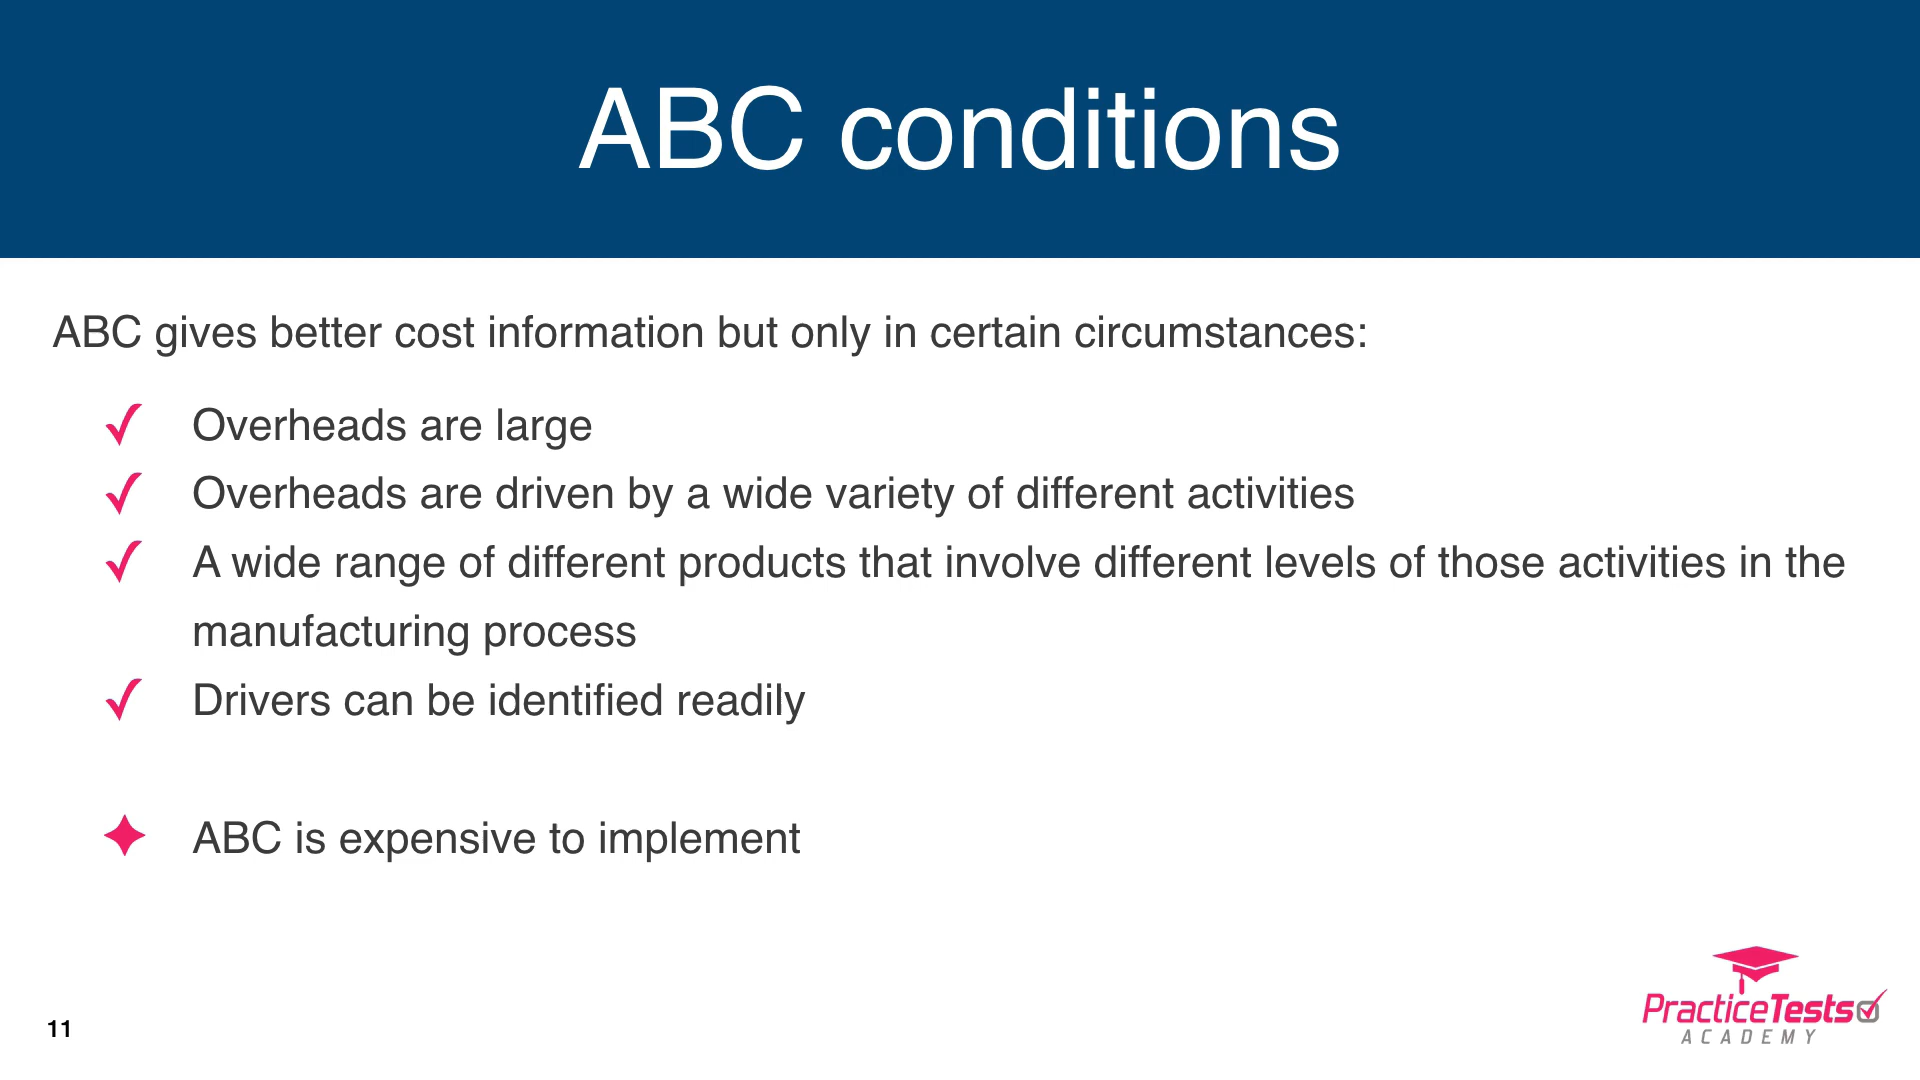 ABC conditions
ABC gives better cost information but only in certain circumstances:
Overheads are large
Overheads are driven by a wide variety of different activities
A wide range of different products that involve different levels of those activities in the
manufacturing process
Drivers can be identified readily
ABC is expensive to implement
11
PracticeTests
ACADEMY